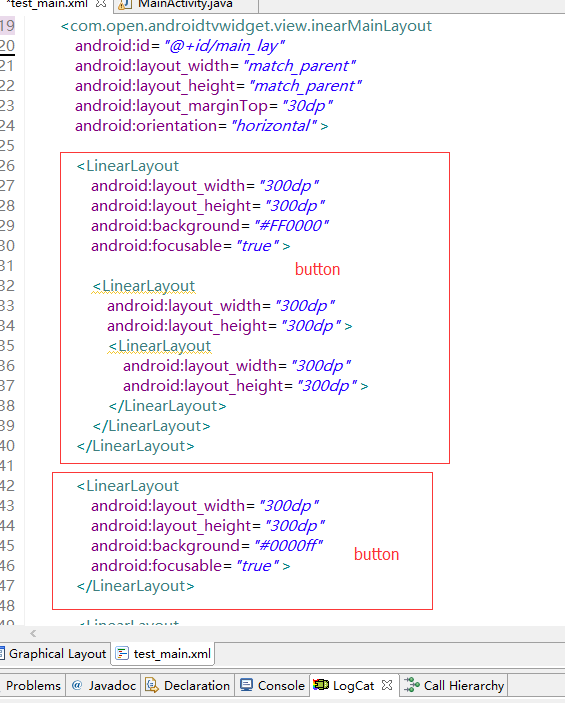 *test_main.xml MainActivity.java
19 <com.open.androidtvwidget.view.inearMainLayout
20 android:id="@+id/main_lay"
21 android:layout_width="match_parent"
22 android:layout_height="match_parent"
23 android:layout_marginTop="30dp"
24 android:orientation="horizontal" >
25
26 <LinearLayout
27 android:layout_width="300dp"
28 android:layout_height="300dp"
29 android:background="#FF0000"
30 android:focusable="true" >
31
button
32 <LinearLayout
33 android:layout_width="300dp"
34 android:layout_height="300dp" >
35 <LinearLayout
36 android:layout_width="300dp"
37 android:layout_height="300dp" >
38 </LinearLayout>
39 </LinearLayout>
40 </LinearLayout>
41
42 <LinearLayout
43 android:layout_width="300dp"
44 android:layout_height="300dp"
45 android:background="#0000ff"
button
46 android:focusable="true" >
47 </LinearLayout>
48
49 <LinearLayout
Graphical Layout test_main.xml
Problems @ Javadoc Declaration Console LogCat Call Hierarchy